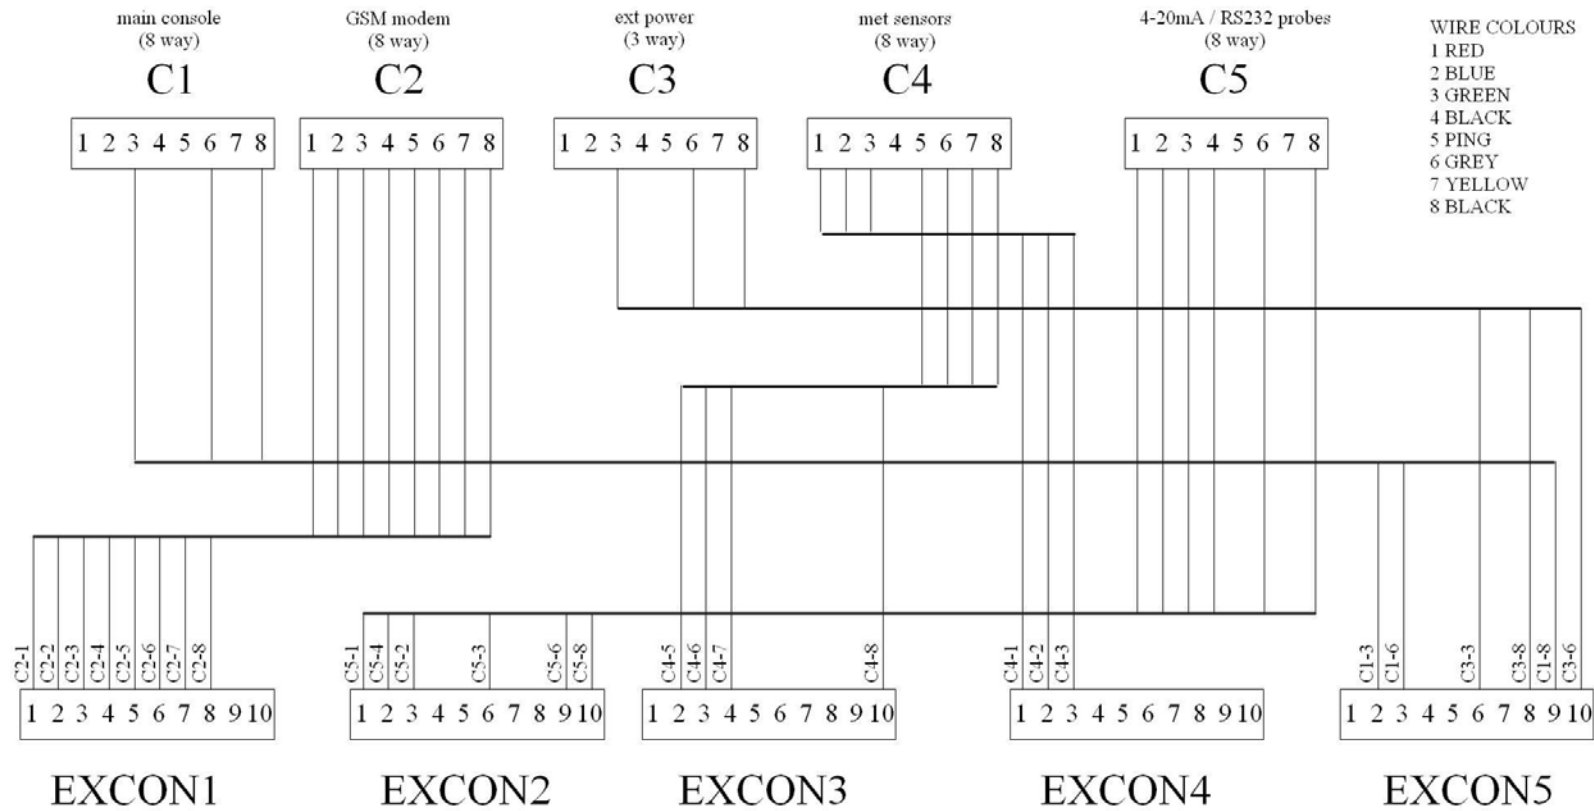 main console
(8 way)
C1
GSM modem
(8 way)
C2
ext power
(3 way)
C3
met sensors
(8 way)
C4
4-20mA / RS232 probes
(8 way)
C5
WIRE COLOURS
1 RED
2 BLUE
3 GREEN
4 BLACK
5 PING
6 GREY
7 YELLOW
8 BLACK
1 2 3 4 5 6 7 8
1 2 3 4 5 6 7 8
1 2 3 4 5 6 7 8
1 2 3 4 5 6 7 8
1 2 3 4 5 6 7 8
C2-1
C2-2
C2-3
C2-4
C2-5
C2-6
C2-7
C2-8
C5-1
C5-4
C5-2
C5-3
C5-6
C5-8
C4-5
C4-6
C4-7
C4-8
C4-1
C4-2
C4-3
C1-3
C1-6
C3-3
C3-8
C1-8
C3-6
1 2 3 4 5 6 7 8 9 10
1 2 3 4 5 6 7 8 9 10
1 2 3 4 5 6 7 8 9 10
1 2 3 4 5 6 7 8 9 10
1 2 3 4 5 6 7 8 9 10
EXCON1
EXCON2
EXCON3
EXCON4
EXCON5